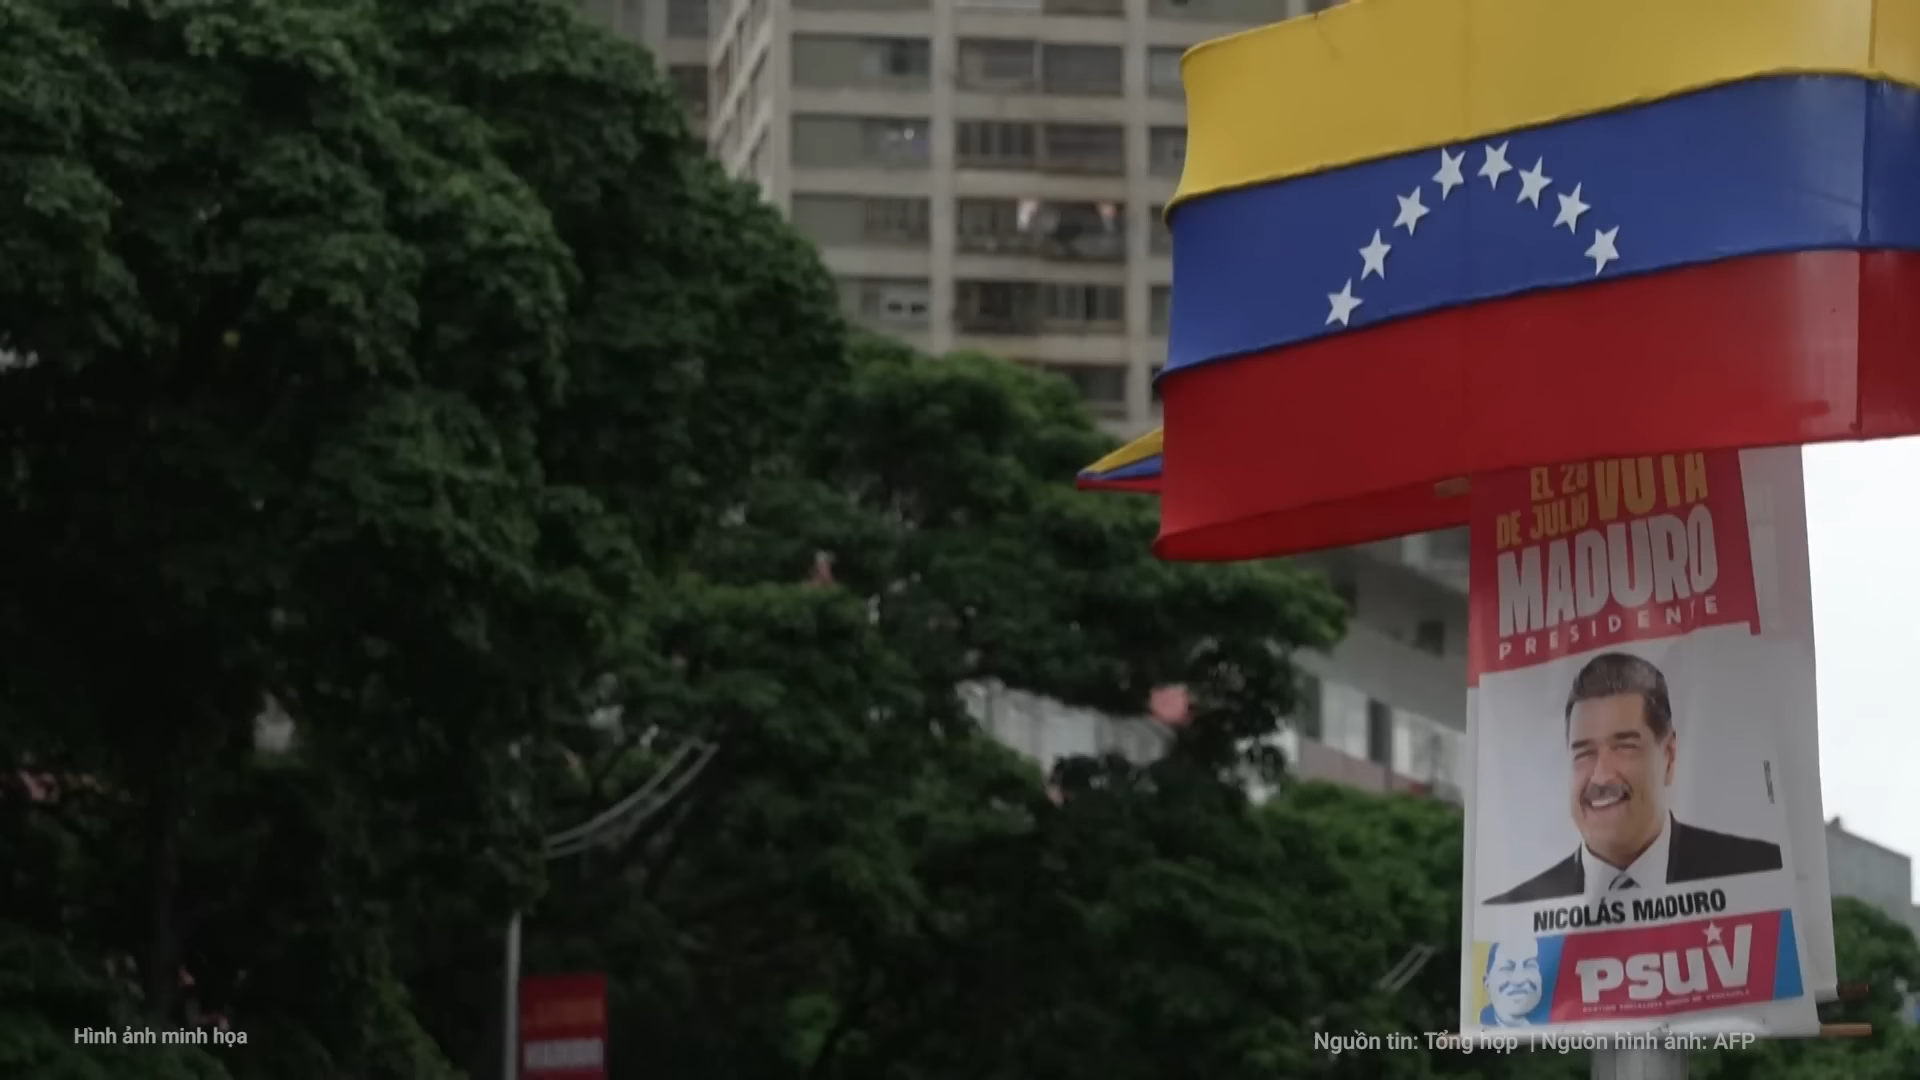 EL 28 VOTA
DE JULIO
MADURO
PRESIDENTE
NICOLÁS MADURO
PSUV
Hình ảnh minh họa
Nguồn tin: Tổng hợp | Nguồn hình ảnh: AFP